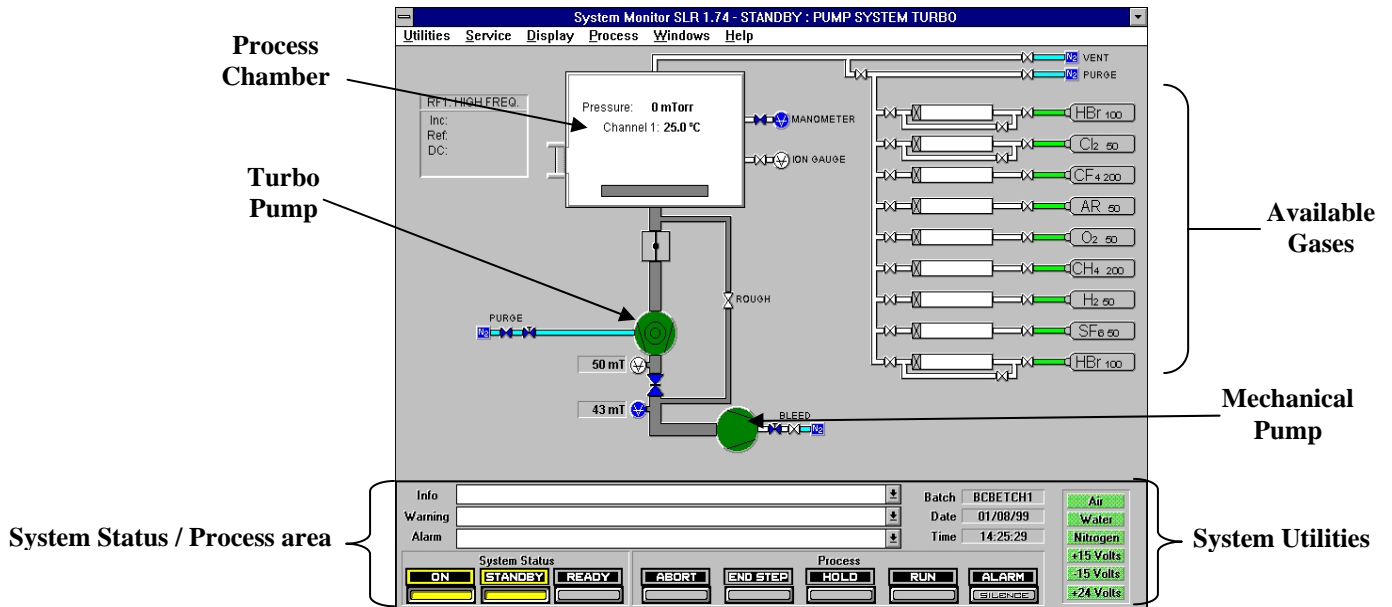 System Monitor SLR 1.74 - STANDBY : PUMP SYSTEM TURBO
Utilities Service Display Process Windows Help
Process
Chamber
RF1: HIGH FREQ.
Inc:
Ref:
DC:
Pressure: 0 mTorr
Channel 1: 25.0 °C
N2 VENT
N2 PURGE
MANOMETER
ION GAUGE
HBr 100
Cl2 50
CF4 200
AR 50
O2 50
CH4 200
H2 50
SF6 50
HBr 100
Available
Gases
Turbo
Pump
ROUGH
PURGE
N2
50 mT
43 mT
BLEED
N2
Mechanical
Pump
System Status / Process area
Info
Warning
Alarm
Batch BCBETCH1
Date 01/08/99
Time 14:25:29
Air
Water
Nitrogen
+15 Volts
-15 Volts
+24 Volts
System Utilities
System Status
ON STANDBY READY
Process
ABORT END STEP HOLD RUN ALARM
SILENCE